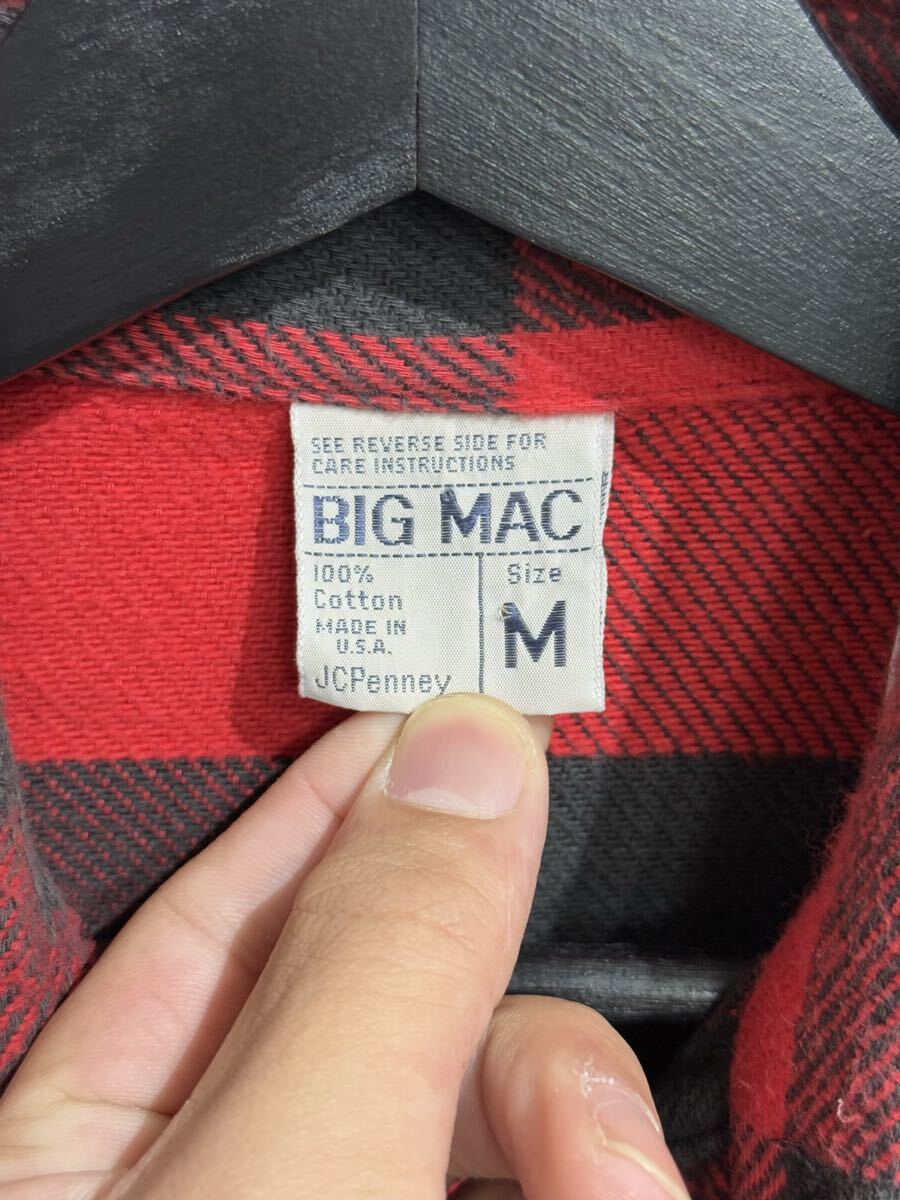 SEE REVERSE SIDE FOR
CARE INSTRUCTIONS
BIG MAC
100%
Cotton
MADE IN
U.S.A.
JCPenney
Size
M